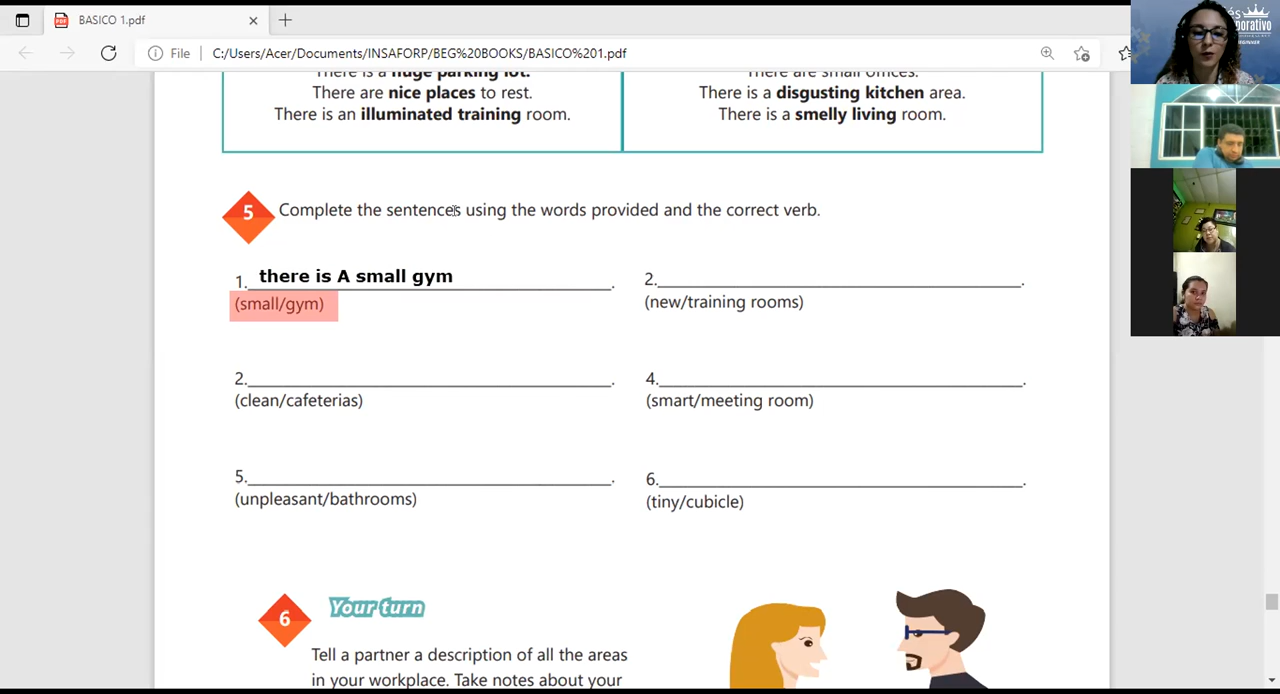 BASICO 1.pdf
File C:/Users/Acer/Documents/INSAFORP/BEG%20BOOKS/BASICO%201.pdf
There is a huge parking lot.
There are nice places to rest.
There is an illuminated training room.
There are small offices.
There is a disgusting kitchen area.
There is a smelly living room.
5 Complete the sentences using the words provided and the correct verb.
1. there is A small gym.
(small/gym)
2.
(new/training rooms)
2.
(clean/cafeterias)
4.
(smart/meeting room)
5.
(unpleasant/bathrooms)
6.
(tiny/cubicle)
6 Your turn
Tell a partner a description of all the areas
in your workplace. Take notes about your